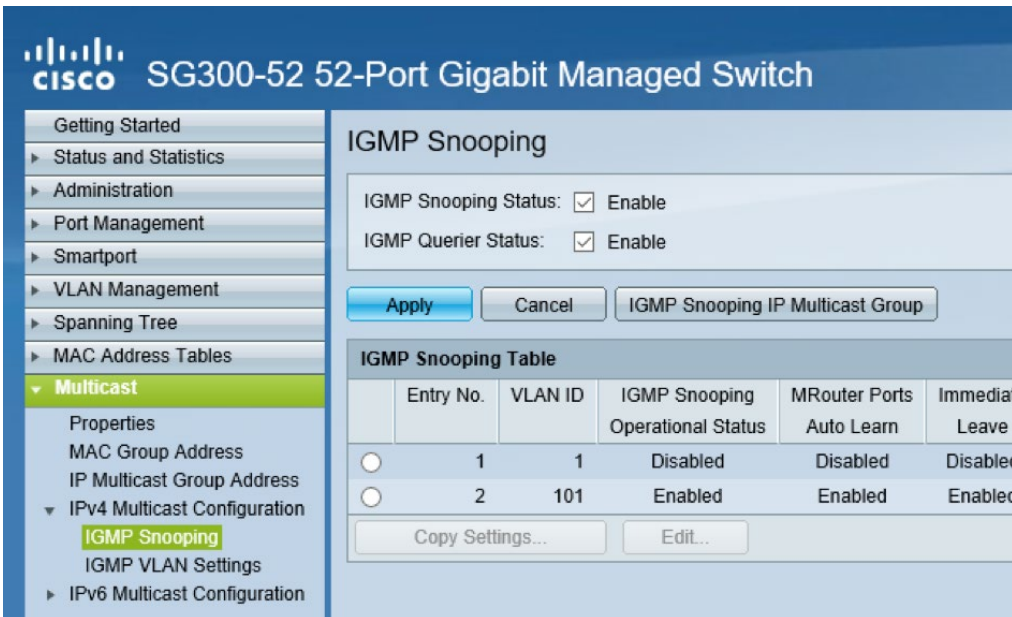 CISCO SG300-52 52-Port Gigabit Managed Switch
Getting Started
Status and Statistics
Administration
Port Management
Smartport
VLAN Management
Spanning Tree
MAC Address Tables
Multicast
Properties
MAC Group Address
IP Multicast Group Address
IPv4 Multicast Configuration
IGMP Snooping
IGMP VLAN Settings
IPv6 Multicast Configuration
IGMP Snooping
IGMP Snooping Status: Enable
IGMP Querier Status: Enable
Apply Cancel IGMP Snooping IP Multicast Group
IGMP Snooping Table
Entry No. VLAN ID IGMP Snooping MRouter Ports Immediat
Operational Status Auto Learn Leave
1 1 Disabled Disabled Disabled
2 101 Enabled Enabled Enabled
Copy Settings... Edit...